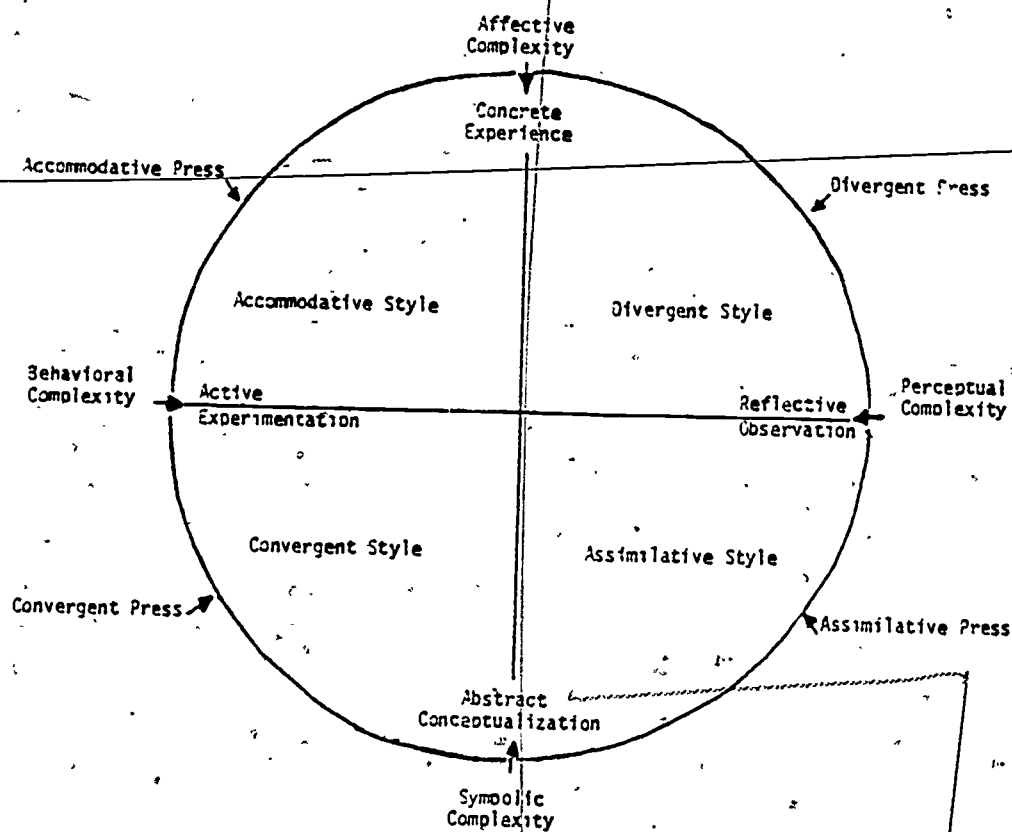 Affective
Complexity
Concrete
Experience
Accommodative Press
Divergent Press
Accommodative Style
Divergent Style
Behavioral
Complexity
Active
Experimentation
Reflective
Observation
Perceptual
Complexity
Convergent Style
Assimilative Style
Convergent Press
Assimilative Press
Abstract
Conceptualization
Symbolic
Complexity